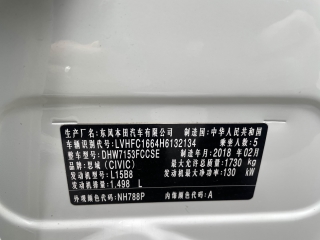 生产厂名:东风本田汽车有限公司 制造国:中华人民共和国
车辆识别代号:LVHFC1664H6132134 乘坐人数:5
整车型号:DHW7153FCCSE 制造年月:2018 年 02月
品牌:思域(CIVIC) 最大允许总质量:1730 kg
发动机型号:L15B8 发动机最大净功率:130 kW
发动机排量:1.498 L
外观颜色代码:NH788P 内饰颜色代码:A